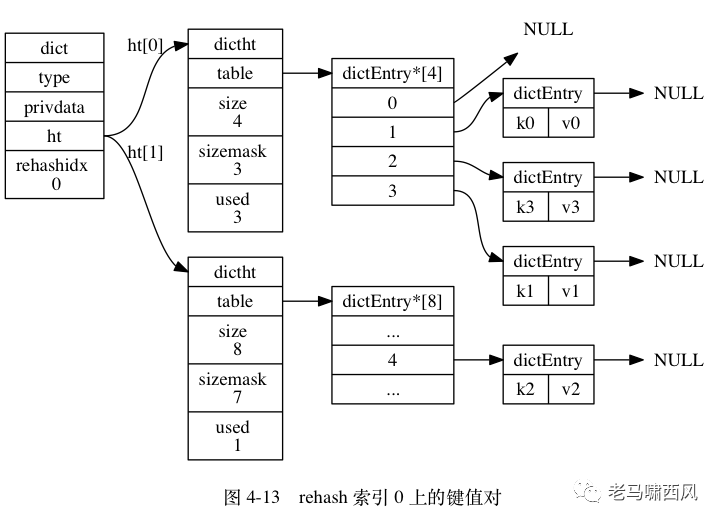 dict
type
privdata
ht
rehashidx
0
ht[0]
ht[1]
dictht
table
size
4
sizemask
3
used
3
dictht
table
size
8
sizemask
7
used
1
dictEntry*[4]
0
1
2
3
dictEntry*[8]
...
4
...
NULL
dictEntry
k0 v0
NULL
dictEntry
k3 v3
NULL
dictEntry
k1 v1
NULL
dictEntry
k2 v2
NULL
图 4-13 rehash 索引 0 上的键值对
老马啸西风